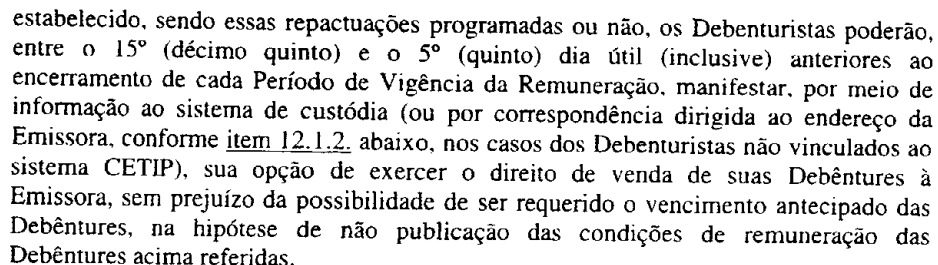 estabelecido, sendo essas repactuações programadas ou não, os Debenturistas poderão,
entre o 15º (décimo quinto) e o 5º (quinto) dia útil (inclusive) anteriores ao
encerramento de cada Período de Vigência da Remuneração, manifestar, por meio de
informação ao sistema de custódia (ou por correspondência dirigida ao endereço da
Emissora, conforme item 12.1.2. abaixo, nos casos dos Debenturistas não vinculados ao
sistema CETIP), sua opção de exercer o direito de venda de suas Debêntures à
Emissora, sem prejuízo da possibilidade de ser requerido o vencimento antecipado das
Debêntures, na hipótese de não publicação das condições de remuneração das
Debêntures acima referidas.